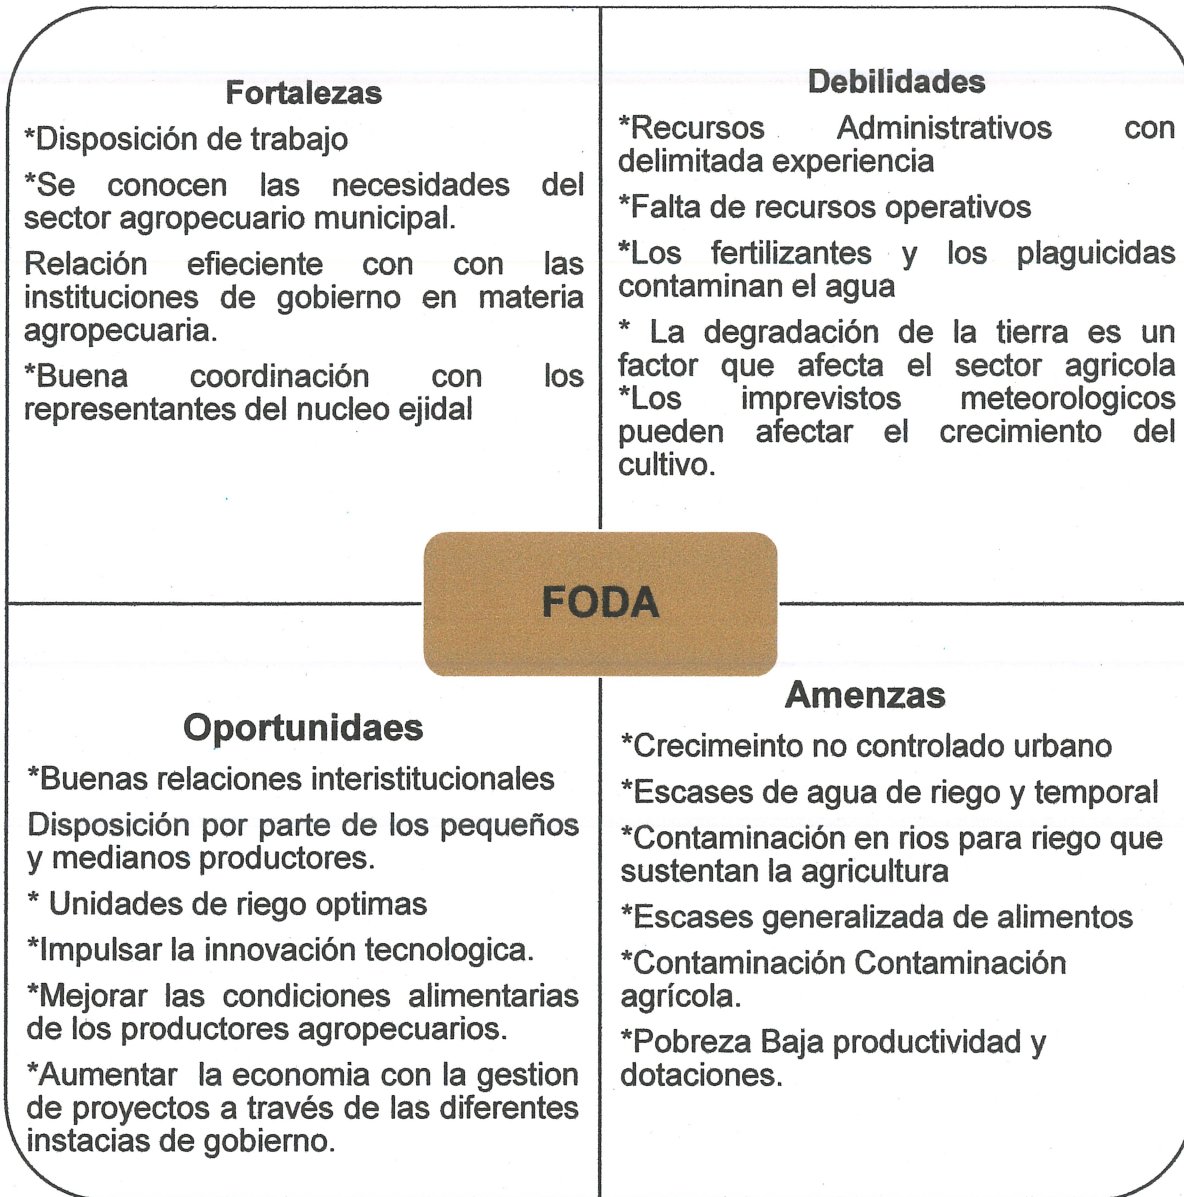 Fortalezas
*Disposición de trabajo
*Se conocen las necesidades del
sector agropecuario municipal.
Relación efieciente con con las
instituciones de gobierno en materia
agropecuaria.
*Buena coordinación con los
representantes del nucleo ejidal
Debilidades
*Recursos Administrativos con
delimitada experiencia
*Falta de recursos operativos
*Los fertilizantes y los plaguicidas
contaminan el agua
* La degradación de la tierra es un
factor que afecta el sector agricola
*Los imprevistos meteorologicos
pueden afectar el crecimiento del
cultivo.
FODA
Oportunidaes
*Buenas relaciones interistitucionales
Disposición por parte de los pequeños
y medianos productores.
* Unidades de riego optimas
*Impulsar la innovación tecnologica.
*Mejorar las condiciones alimentarias
de los productores agropecuarios.
*Aumentar la economia con la gestion
de proyectos a través de las diferentes
instacias de gobierno.
Amenzas
*Crecimeinto no controlado urbano
*Escases de agua de riego y temporal
*Contaminación en rios para riego que
sustentan la agricultura
*Escases generalizada de alimentos
*Contaminación Contaminación
agrícola.
*Pobreza Baja productividad y
dotaciones.